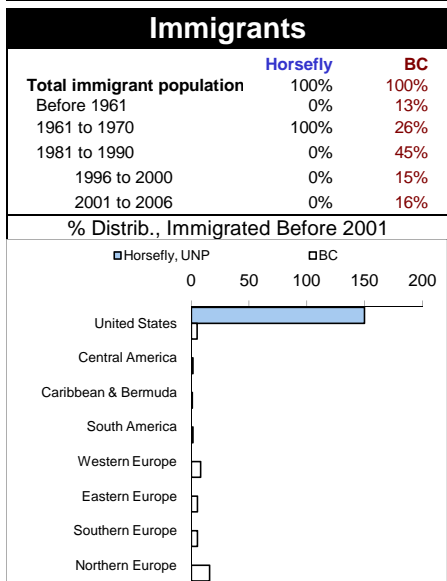 Immigrants
Horsefly BC
Total immigrant population 100% 100%
Before 1961 0% 13%
1961 to 1970 100% 26%
1981 to 1990 0% 45%
1996 to 2000 0% 15%
2001 to 2006 0% 16%
% Distrib., Immigrated Before 2001
Horsefly, UNP BC
0 50 100 150 200
United States
Central America
Caribbean & Bermuda
South America
Western Europe
Eastern Europe
Southern Europe
Northern Europe